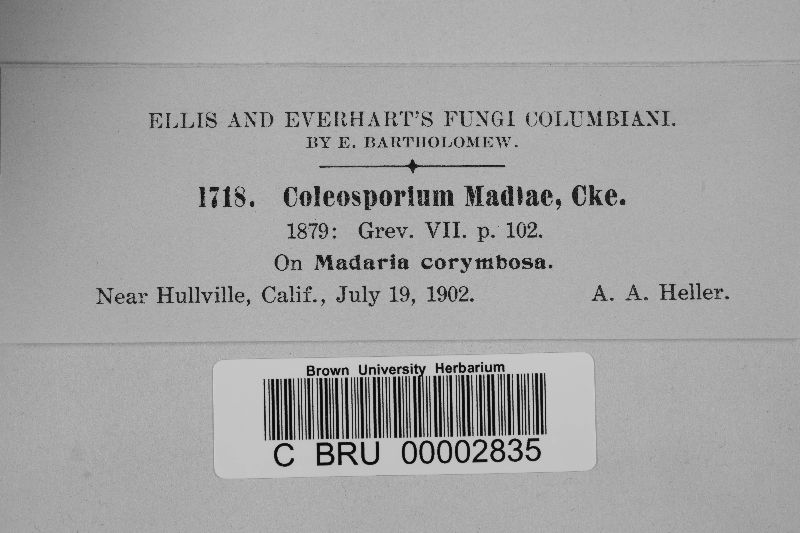 ELLIS AND EVERHART'S FUNGI COLUMBIANI.
BY E. BARTHOLOMEW.
1718. Coleosporium Madiae, Cke.
1879: Grev. VII. p. 102.
On Madaria corymbosa.
Near Hullville, Calif., July 19, 1902. A. A. Heller.
Brown University Herbarium
C BRU 00002835